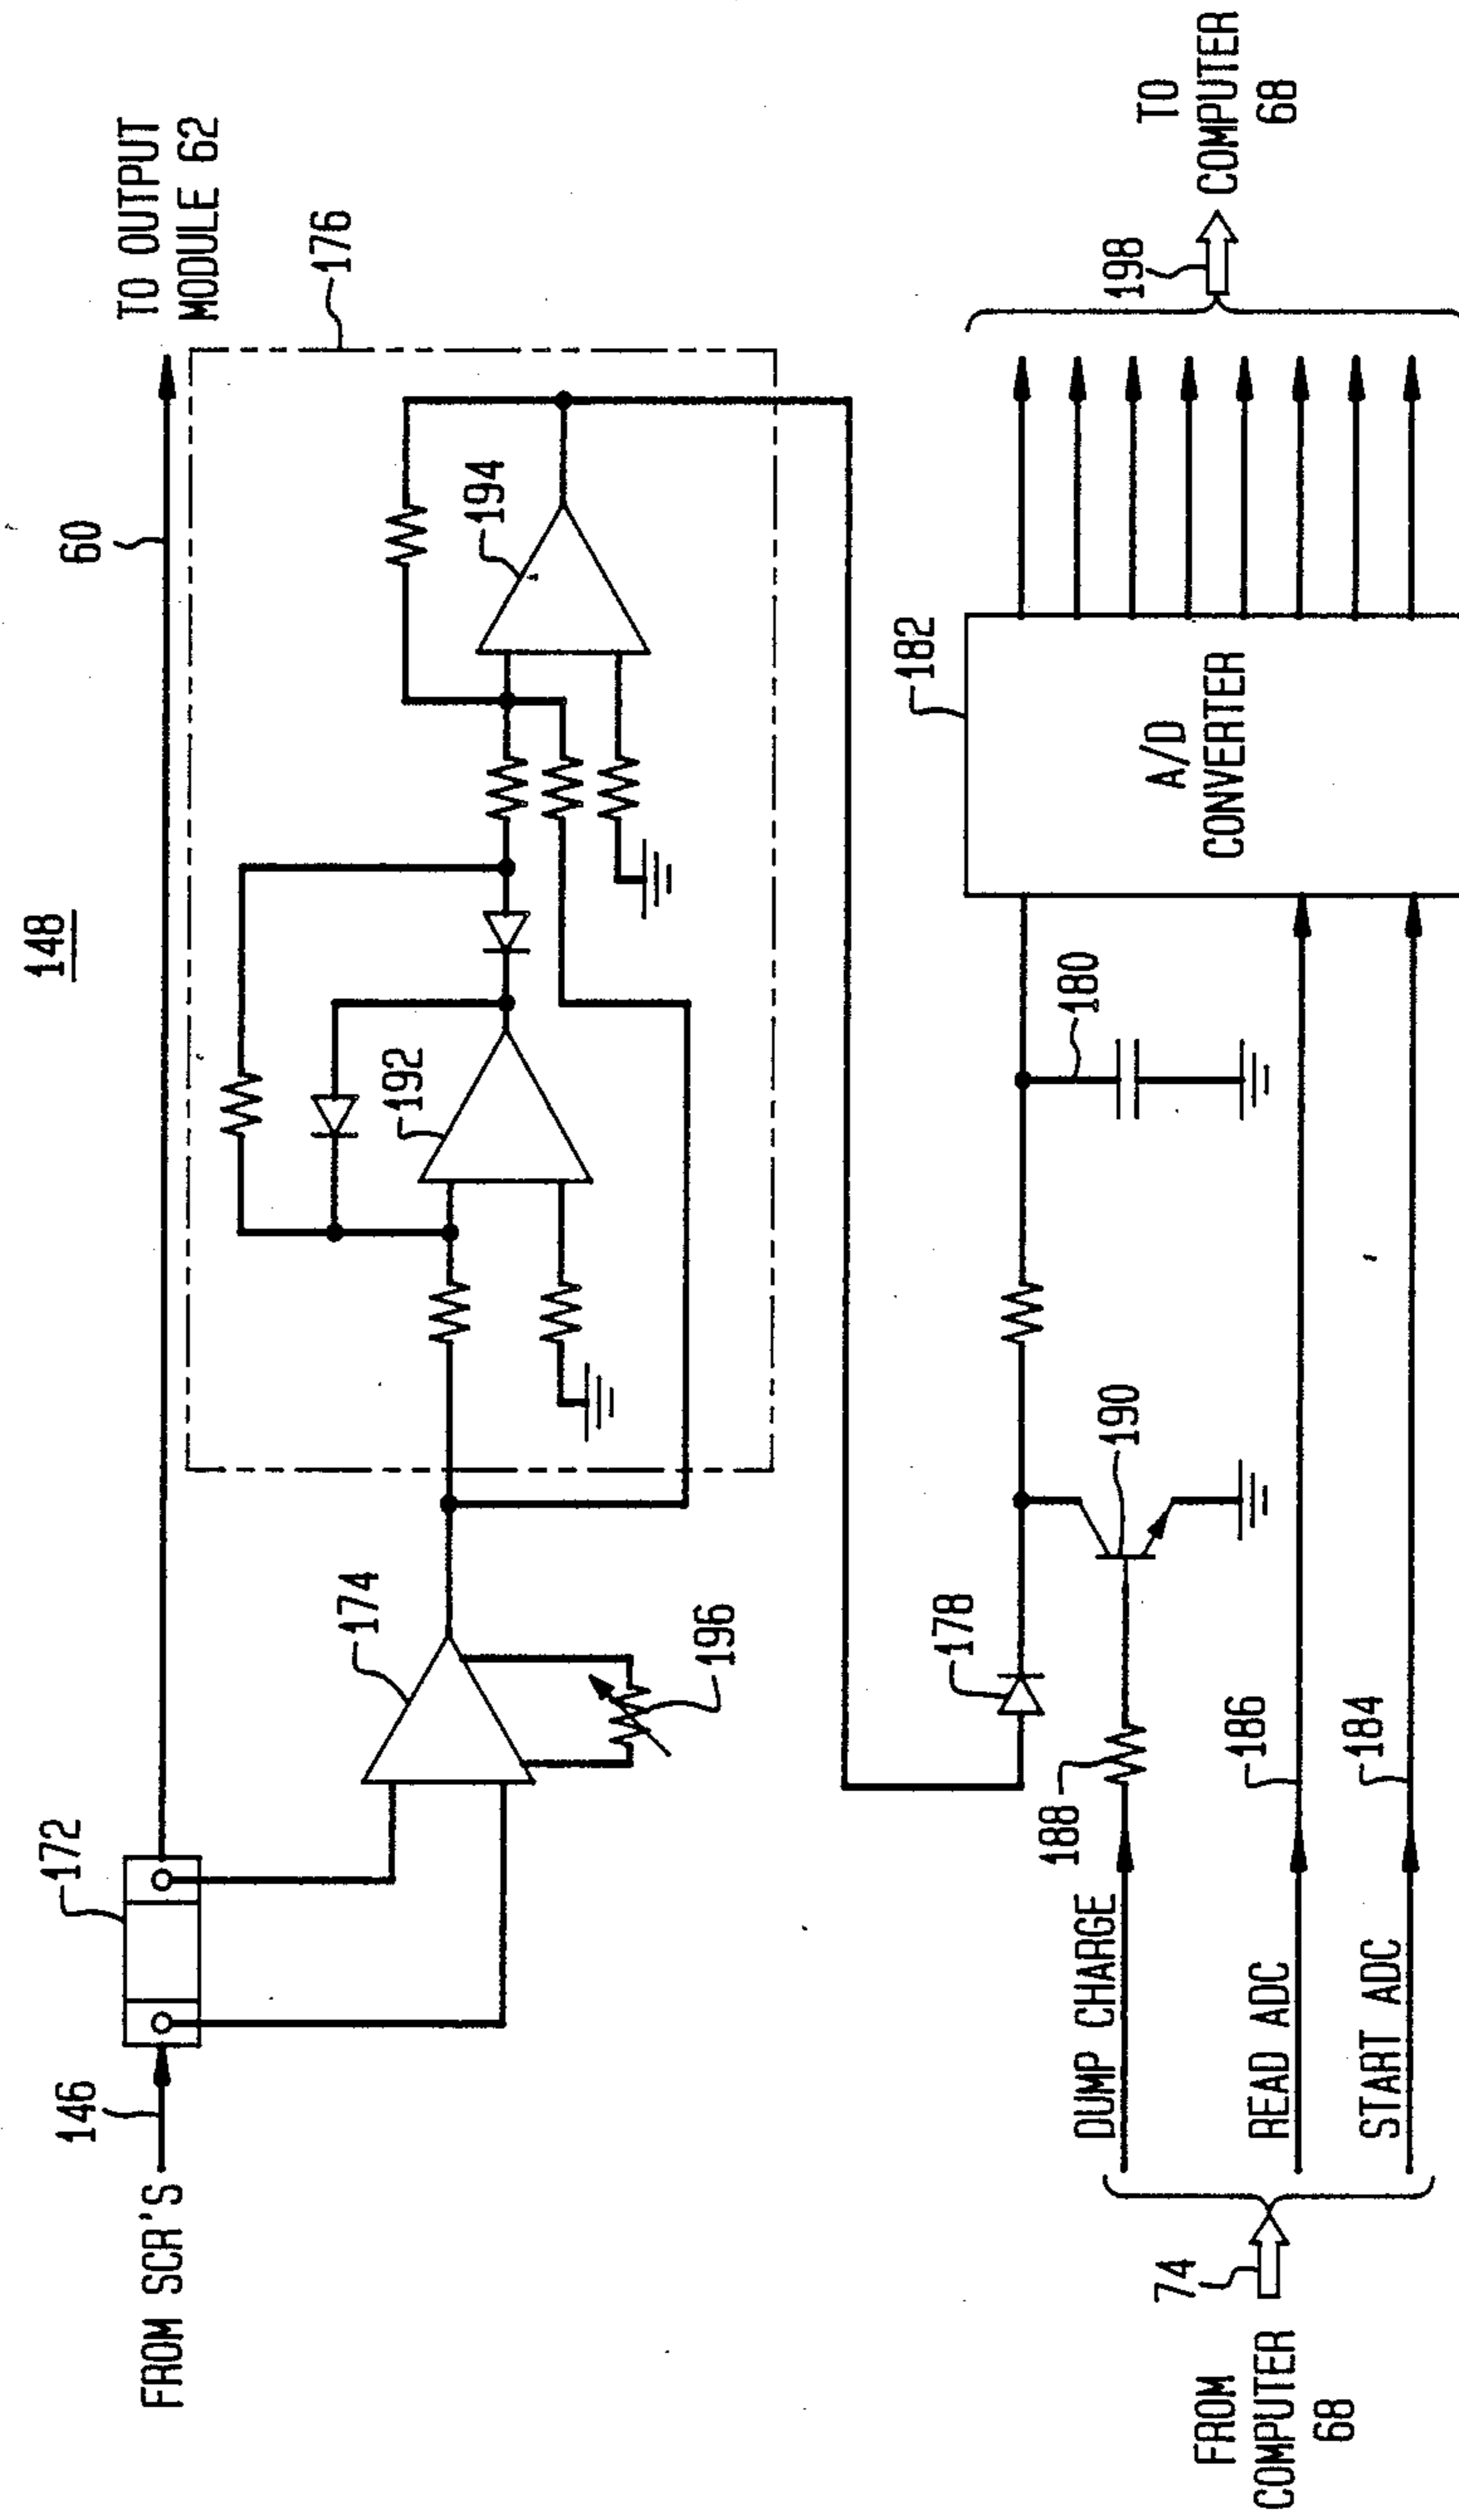 148
FROM SCR'S
146
172
60
TO OUTPUT
MODULE 62
174
196
192
194
176
178
188
190
180
182
A/D
CONVERTER
198
TO
COMPUTER
68
FROM
COMPUTER
68
74
DUMP CHARGE
READ ADC
186
START ADC
184